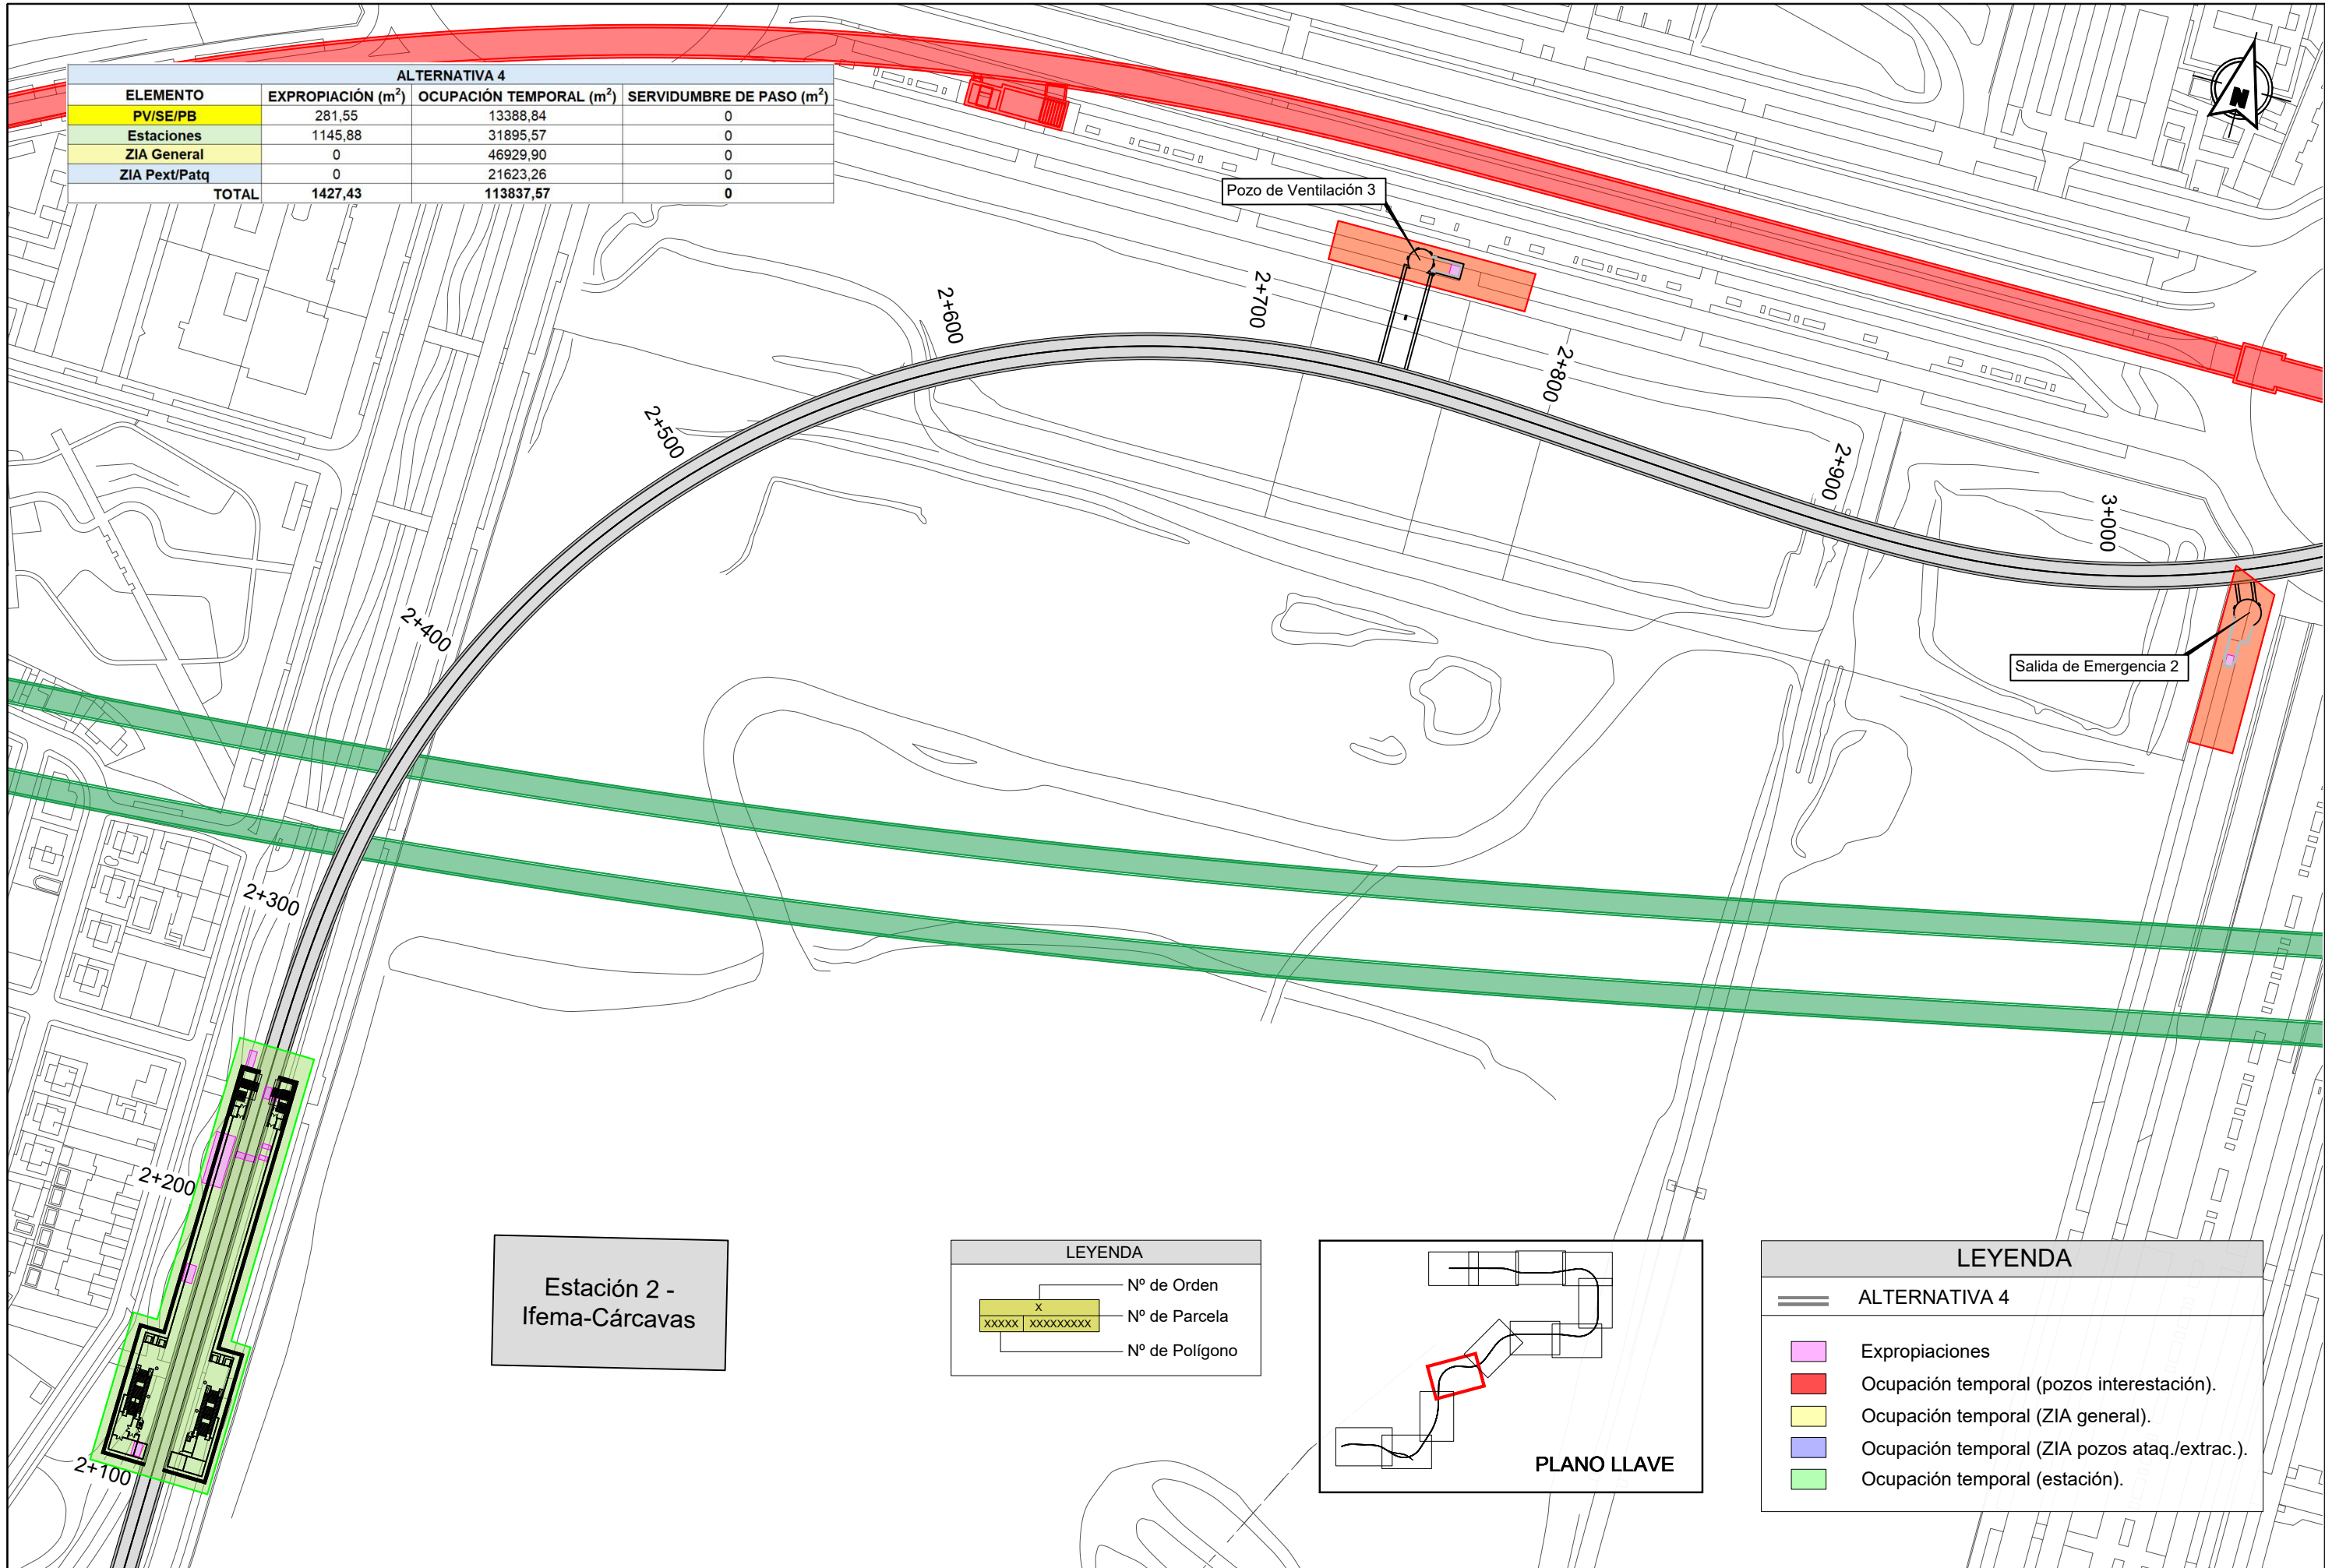 ALTERNATIVA 4
ELEMENTO EXPROPIACIÓN (m²) OCUPACIÓN TEMPORAL (m²) SERVIDUMBRE DE PASO (m²)
PV/SE/PB 281,55 13388,84 0
Estaciones 1145,88 31895,57 0
ZIA General 0 46929,90 0
ZIA Pext/Patq 0 21623,26 0
TOTAL 1427,43 113837,57 0
N
Pozo de Ventilación 3
2+700
2+600
2+800
2+500
2+900
3+000
2+400
Salida de Emergencia 2
2+300
2+200
2+100
Estación 2 -
Ifema-Cárcavas
LEYENDA
Nº de Orden
X
Nº de Parcela
XXXXX XXXXXXXXX
Nº de Polígono
PLANO LLAVE
LEYENDA
ALTERNATIVA 4
Expropiaciones
Ocupación temporal (pozos interestación).
Ocupación temporal (ZIA general).
Ocupación temporal (ZIA pozos ataq./extrac.).
Ocupación temporal (estación).